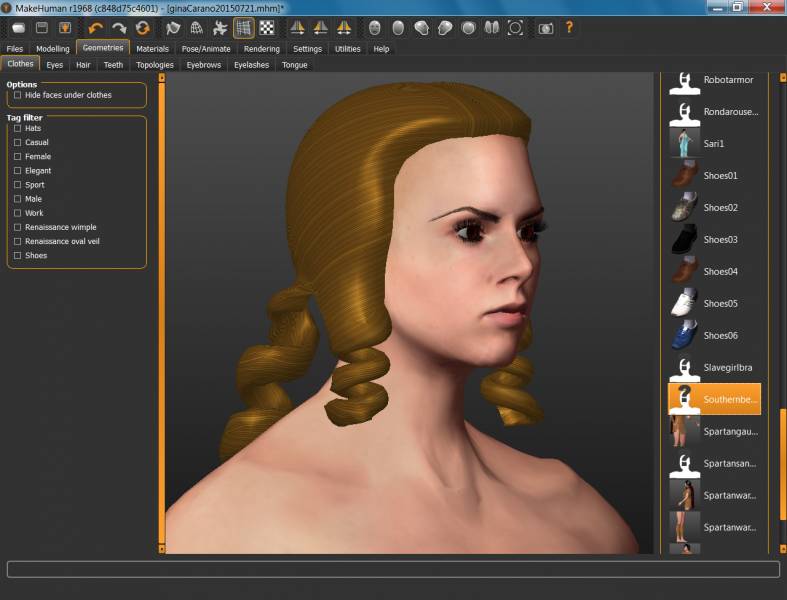 MakeHuman r1968 (c848d75c4601) - [ginaCarano20150721.mhm]*
Files Modelling Geometries Materials Pose/Animate Rendering Settings Utilities Help
Clothes Eyes Hair Teeth Topologies Eyebrows Eyelashes Tongue
Options
Hide faces under clothes
Tag filter
Hats
Casual
Female
Elegant
Sport
Male
Work
Renaissance wimple
Renaissance oval veil
Shoes
Robotarmor
Rondarouse...
Sari1
Shoes01
Shoes02
Shoes03
Shoes04
Shoes05
Shoes06
Slavegirlbra
Southernbe...
Spartangau...
Spartansan...
Spartanwar...
Spartanwar...